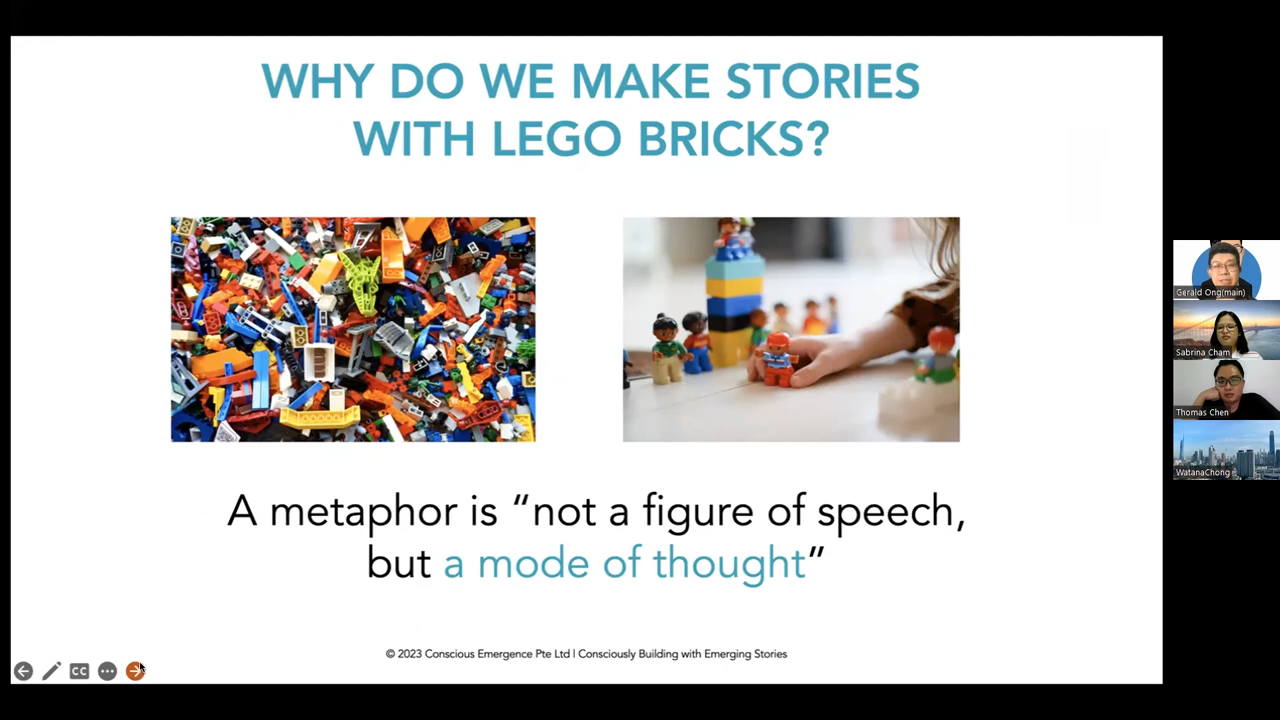 WHY DO WE MAKE STORIES
WITH LEGO BRICKS?
A metaphor is “not a figure of speech,
but a mode of thought”
© 2023 Conscious Emergence Pte Ltd | Consciously Building with Emerging Stories
CC
Gerald Ong(main)
Sabrina Cham
Thomas Chen
WatanaChong